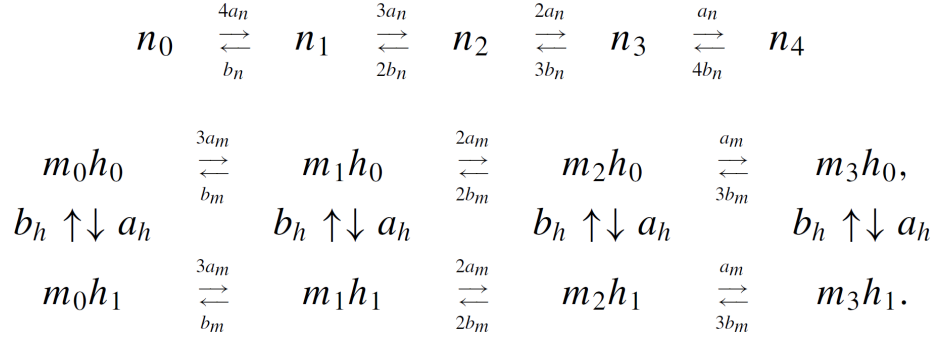 4aₙ 3aₙ 2aₙ aₙ
n₀ ⇄ n₁ ⇄ n₂ ⇄ n₃ ⇄ n₄
bₙ 2bₙ 3bₙ 4bₙ
3aₘ 2aₘ aₘ
m₀h₀ ⇄ m₁h₀ ⇄ m₂h₀ ⇄ m₃h₀,
bₘ 2bₘ 3bₘ
bₕ ↑↓ aₕ bₕ ↑↓ aₕ bₕ ↑↓ aₕ bₕ ↑↓ aₕ
3aₘ 2aₘ aₘ
m₀h₁ ⇄ m₁h₁ ⇄ m₂h₁ ⇄ m₃h₁.
bₘ 2bₘ 3bₘ